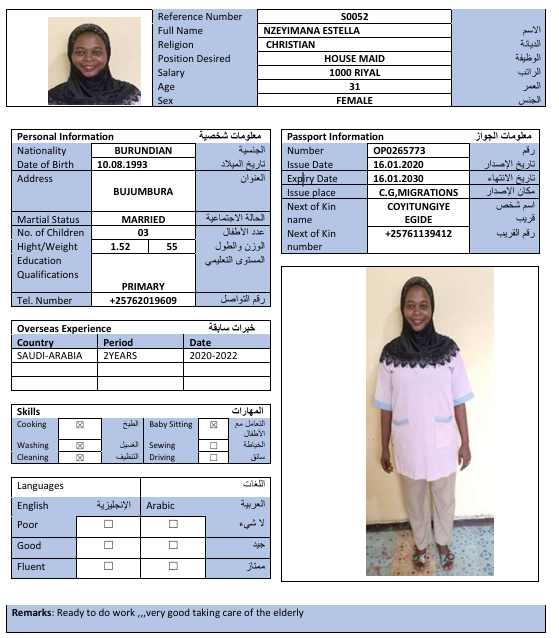 Reference Number S0052
Full Name NZEYIMANA ESTELLA الاسم
Religion CHRISTIAN الديانة
Position Desired HOUSE MAID الوظيفة
Salary 1000 RIYAL الراتب
Age 31 العمر
Sex FEMALE الجنس
Personal Information معلومات شخصية
Nationality BURUNDIAN الجنسية
Date of Birth 10.08.1993 تاريخ الميلاد
Address العنوان
BUJUMBURA
Martial Status MARRIED الحالة الاجتماعية
No. of Children 03 عدد الأطفال
Hight/Weight 1.52 55 الوزن والطول
Education المستوى التعليمي
Qualifications
PRIMARY
Tel. Number +25762019609 رقم التواصل
Passport Information معلومات الجواز
Number OP0265773 رقم
Issue Date 16.01.2020 تاريخ الإصدار
Expiry Date 16.01.2030 تاريخ الانتهاء
Issue place C.G,MIGRATIONS مكان الإصدار
Next of Kin COYITUNGIYE اسم شخص
name EGIDE قريب
Next of Kin +25761139412 رقم القريب
number
Overseas Experience خبرات سابقة
Country Period Date
SAUDI-ARABIA 2YEARS 2020-2022
Skills المهارات
Cooking ☒ الطبخ Baby Sitting ☒ التعامل مع
الأطفال
Washing ☒ الغسيل Sewing ☐ الخياطة
Cleaning ☒ التنظيف Driving ☐ سائق
Languages اللغات
English الإنجليزية Arabic العربية
Poor ☐ ☐ لا شيء
Good ☐ ☐ جيد
Fluent ☐ ☐ ممتاز
Remarks: Ready to do work ,,,very good taking care of the elderly